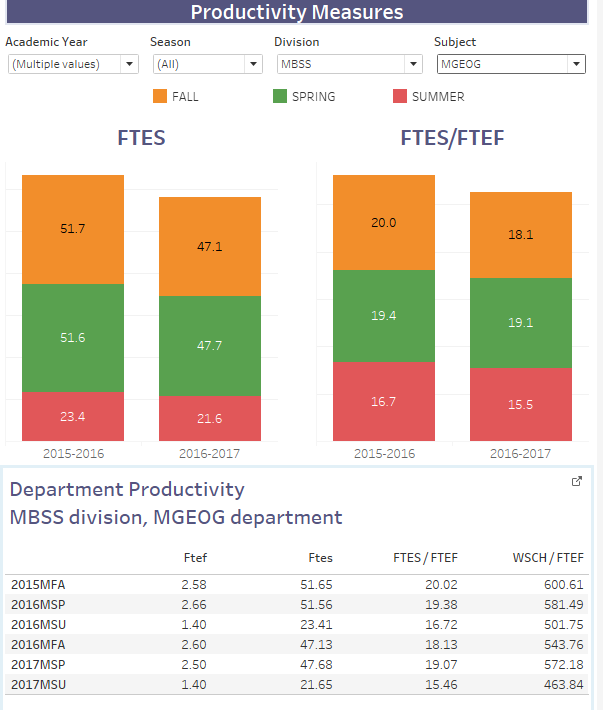 Productivity Measures
Academic Year Season Division Subject
(Multiple values) (All) MBSS MGEOG
FALL SPRING SUMMER
FTES FTES/FTEF
51.7 47.1 20.0 18.1
51.6 47.7 19.4 19.1
23.4 21.6 16.7 15.5
2015-2016 2016-2017 2015-2016 2016-2017
Department Productivity
MBSS division, MGEOG department
Ftef Ftes FTES / FTEF WSCH / FTEF
2015MFA 2.58 51.65 20.02 600.61
2016MSP 2.66 51.56 19.38 581.49
2016MSU 1.40 23.41 16.72 501.75
2016MFA 2.60 47.13 18.13 543.76
2017MSP 2.50 47.68 19.07 572.18
2017MSU 1.40 21.65 15.46 463.84